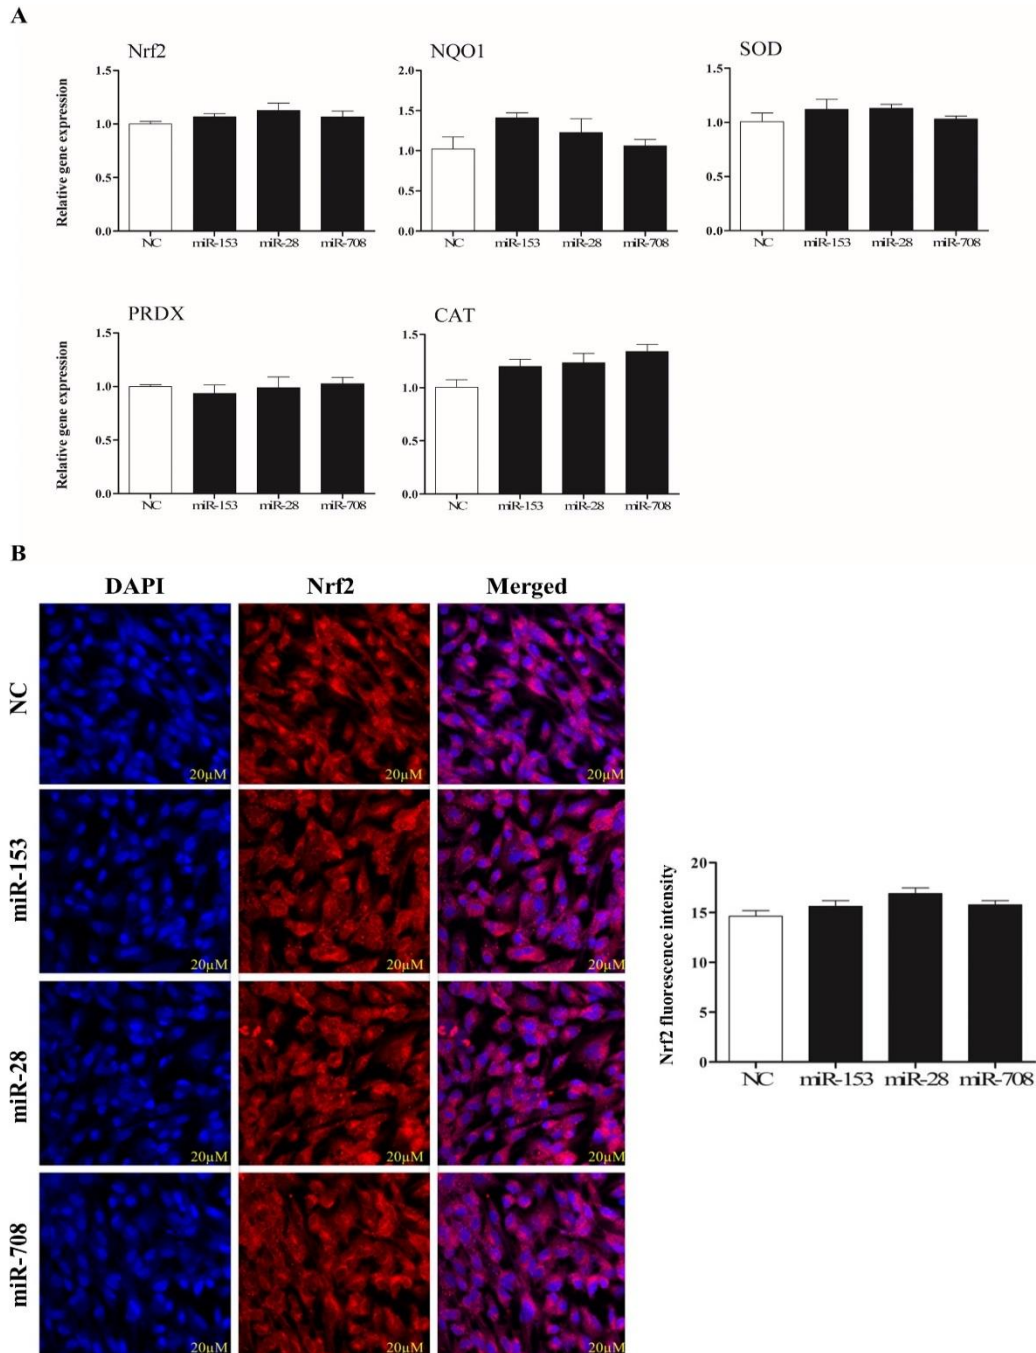 A
Nrf2
Relative gene expression
1.5
1.0
0.5
0.0
NC miR-153 miR-28 miR-708
NQO1
2.0
1.5
1.0
0.5
0.0
NC miR-153 miR-28 miR-708
SOD
1.5
1.0
0.5
0.0
NC miR-153 miR-28 miR-708
PRDX
Relative gene expression
1.5
1.0
0.5
0.0
NC miR-153 miR-28 miR-708
CAT
1.5
1.0
0.5
0.0
NC miR-153 miR-28 miR-708
B
DAPI Nrf2 Merged
NC
20µM 20µM 20µM
miR-153
20µM 20µM 20µM
miR-28
20µM 20µM 20µM
miR-708
20µM 20µM 20µM
Nrf2 fluorescence intensity
20
15
10
5
0
NC miR-153 miR-28 miR-708